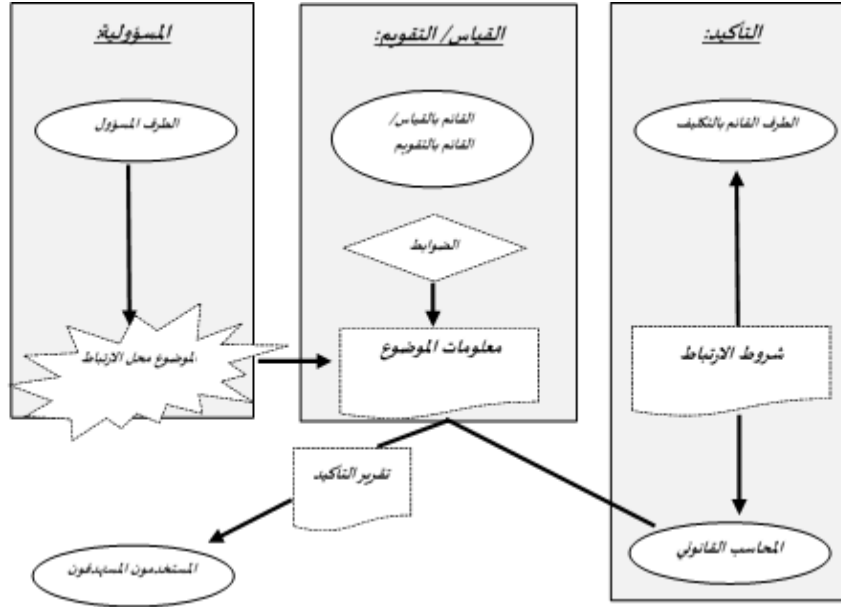 التأكيد:
الطرف القائم بالتكليف
شروط الارتباط
المحاسب القانوني
القياس/ التقويم:
القائم بالقياس/
القائم بالتقويم
الضوابط
معلومات الموضوع
تقرير التأكيد
المسؤولية:
الطرف المسؤول
الموضوع محل الارتباط
المستخدمون المستهدفون